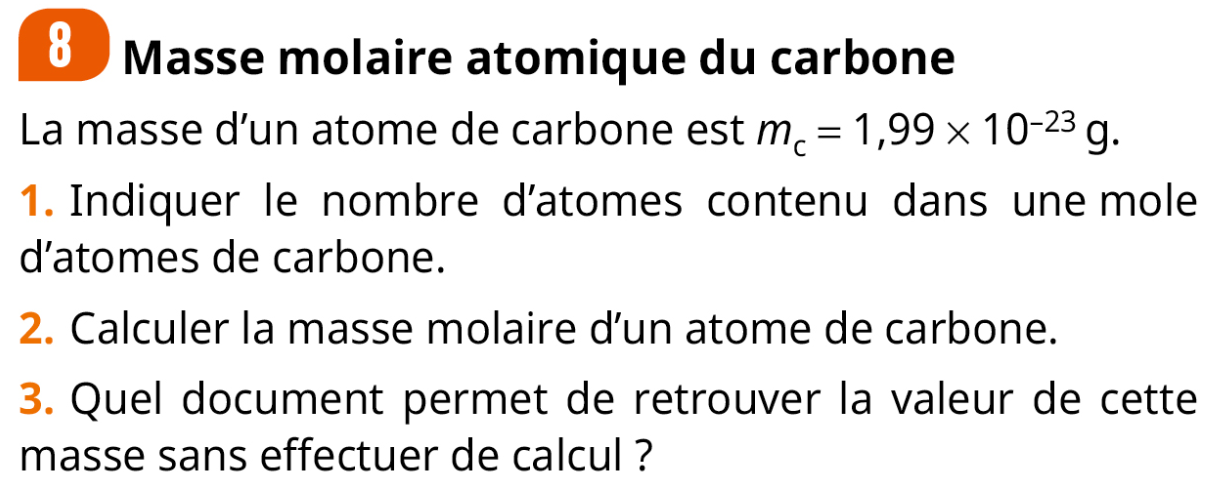 8 Masse molaire atomique du carbone
La masse d’un atome de carbone est m_c = 1,99 × 10⁻²³ g.
1. Indiquer le nombre d’atomes contenu dans une mole
d’atomes de carbone.
2. Calculer la masse molaire d’un atome de carbone.
3. Quel document permet de retrouver la valeur de cette
masse sans effectuer de calcul ?